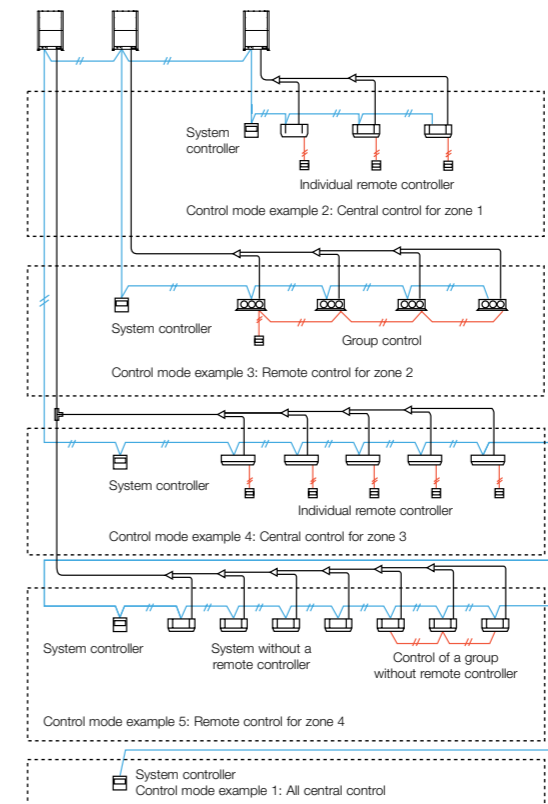 System
controller
Individual remote controller
Control mode example 2: Central control for zone 1
System controller
Group control
Control mode example 3: Remote control for zone 2
System controller
Individual remote controller
Control mode example 4: Central control for zone 3
System controller
System without a
remote controller
Control of a group
without remote controller
Control mode example 5: Remote control for zone 4
System controller
Control mode example 1: All central control